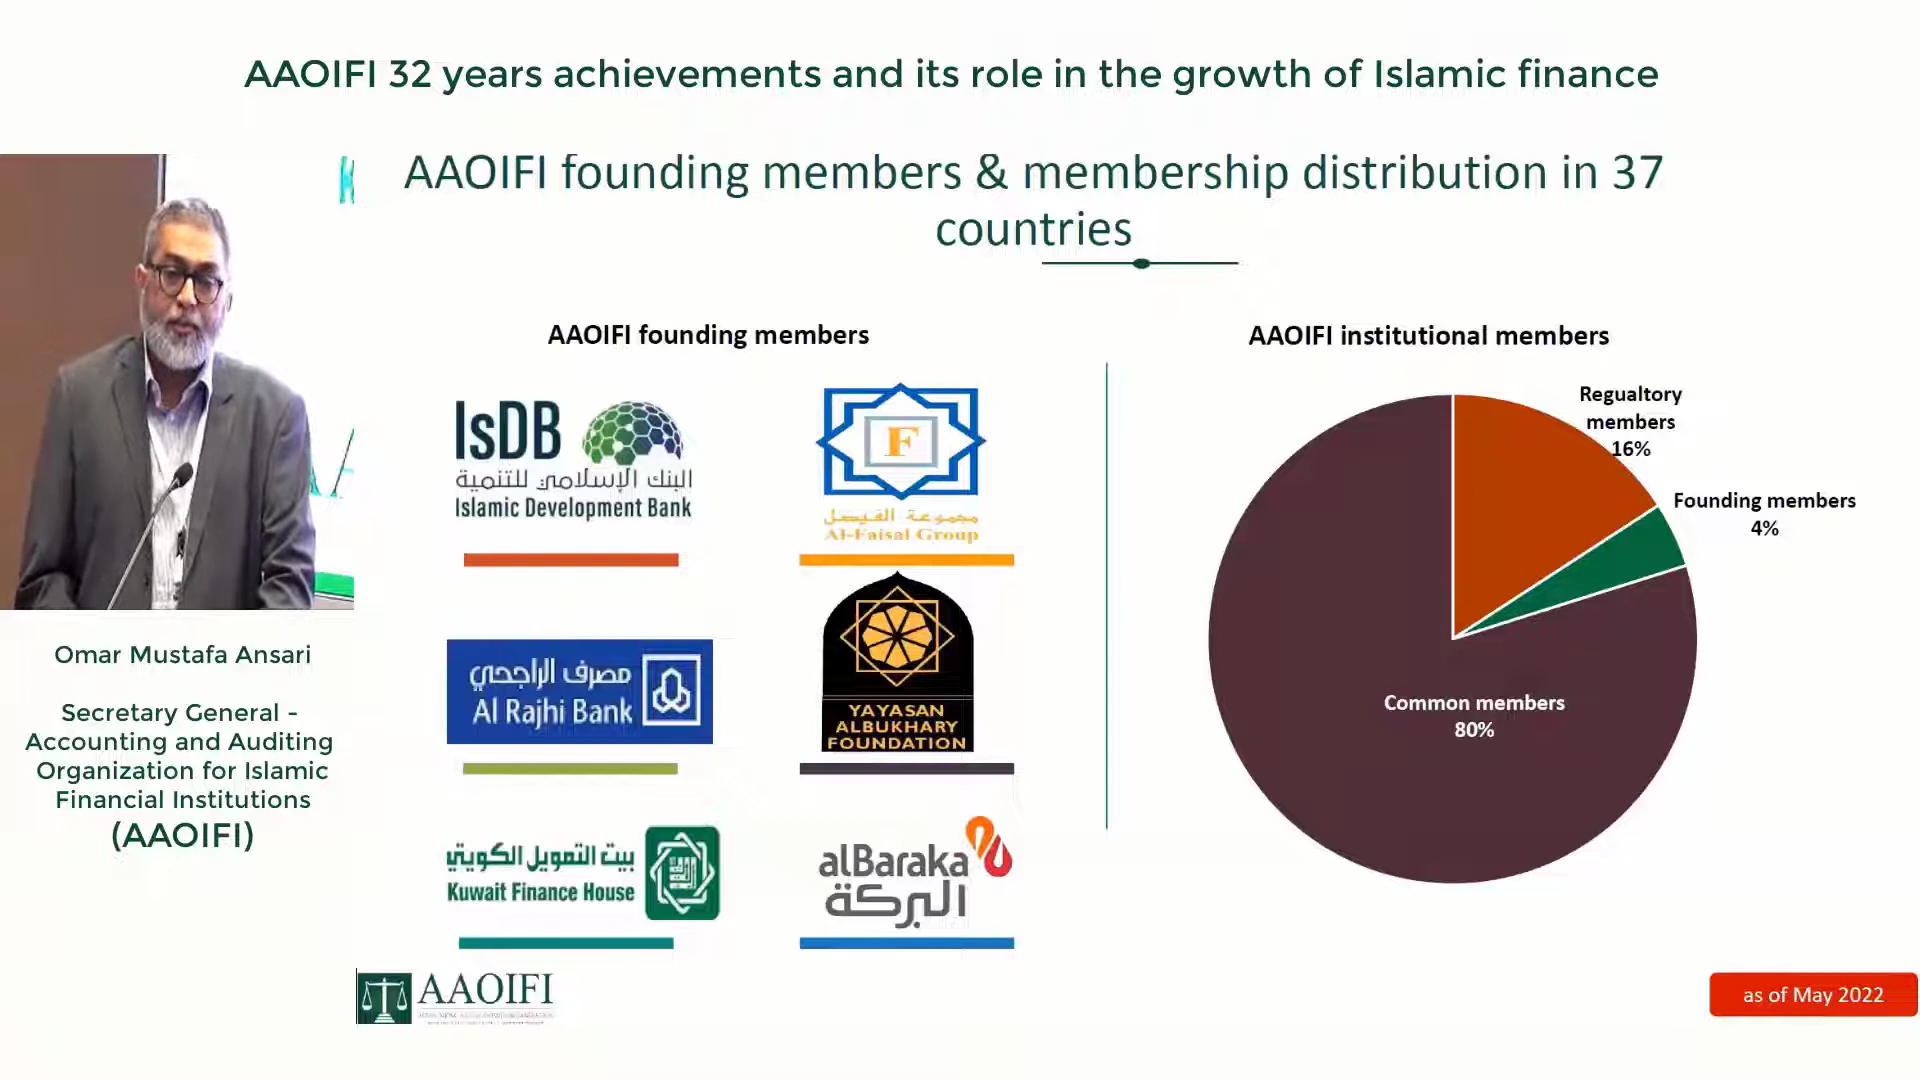 AAOIFI 32 years achievements and its role in the growth of Islamic finance
AAOIFI founding members & membership distribution in 37
countries
Omar Mustafa Ansari
Secretary General -
Accounting and Auditing
Organization for Islamic
Financial Institutions
(AAOIFI)
AAOIFI founding members
IsDB
البنك الإسلامي للتنمية
Islamic Development Bank
F
مجموعة الفيصل
Al-Faisal Group
مصرف الراجحي
Al Rajhi Bank
YAYASAN
ALBUKHARY
FOUNDATION
بيت التمويل الكويتي
Kuwait Finance House
alBaraka
البركة
AAOIFI institutional members
Regualtory
members
16%
Founding members
4%
Common members
80%
AAOIFI
as of May 2022